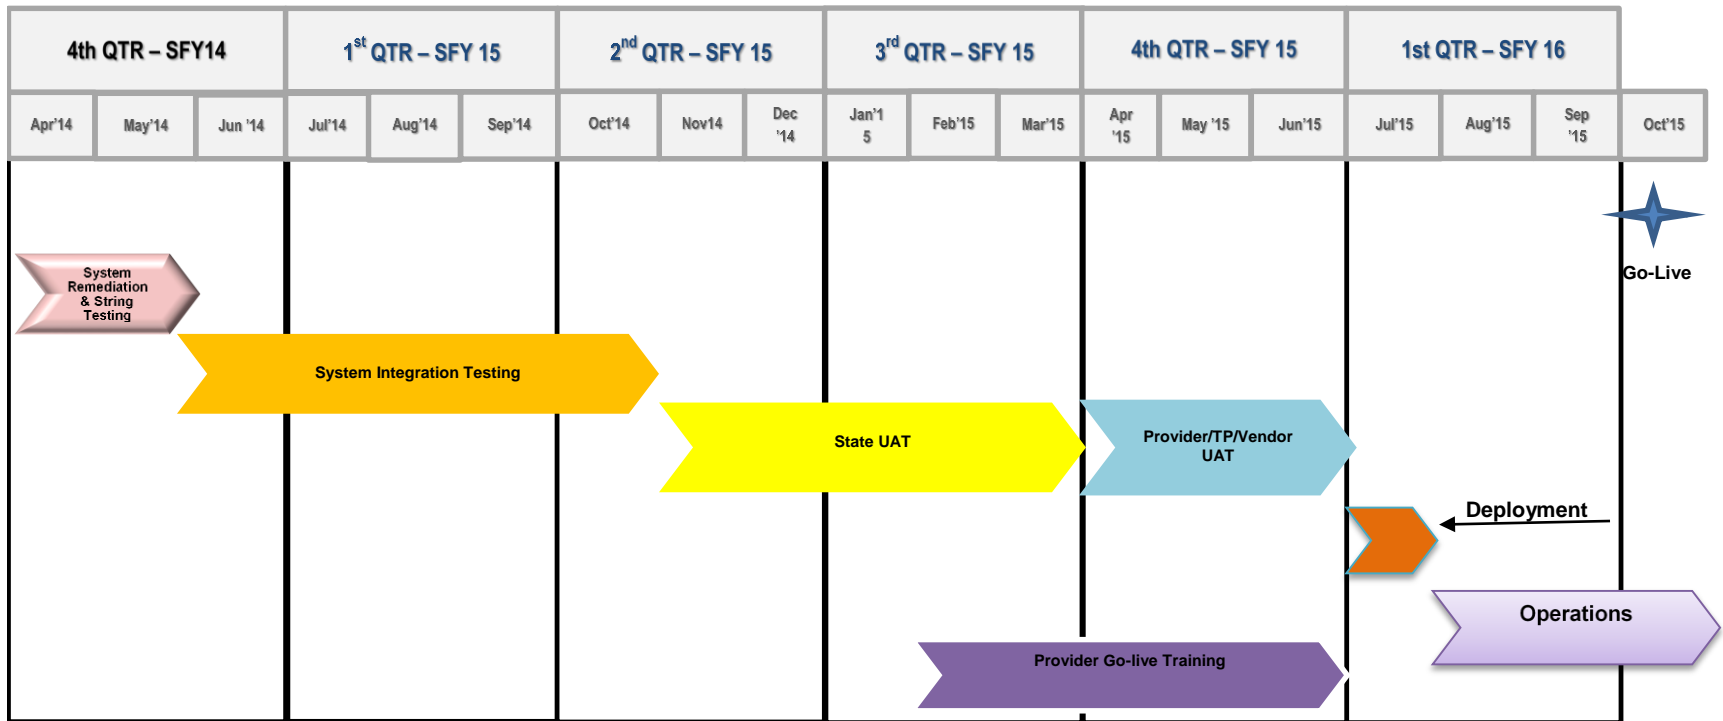 4th QTR – SFY14 1st QTR – SFY 15 2nd QTR – SFY 15 3rd QTR – SFY 15 4th QTR – SFY 15 1st QTR – SFY 16
Apr'14 May'14 Jun '14 Jul'14 Aug'14 Sep'14 Oct'14 Nov14 Dec '14 Jan'15 Feb'15 Mar'15 Apr '15 May '15 Jun'15 Jul'15 Aug'15 Sep '15 Oct'15
Go-Live
System
Remediation
& String
Testing
System Integration Testing
State UAT
Provider/TP/Vendor
UAT
Deployment
Operations
Provider Go-live Training